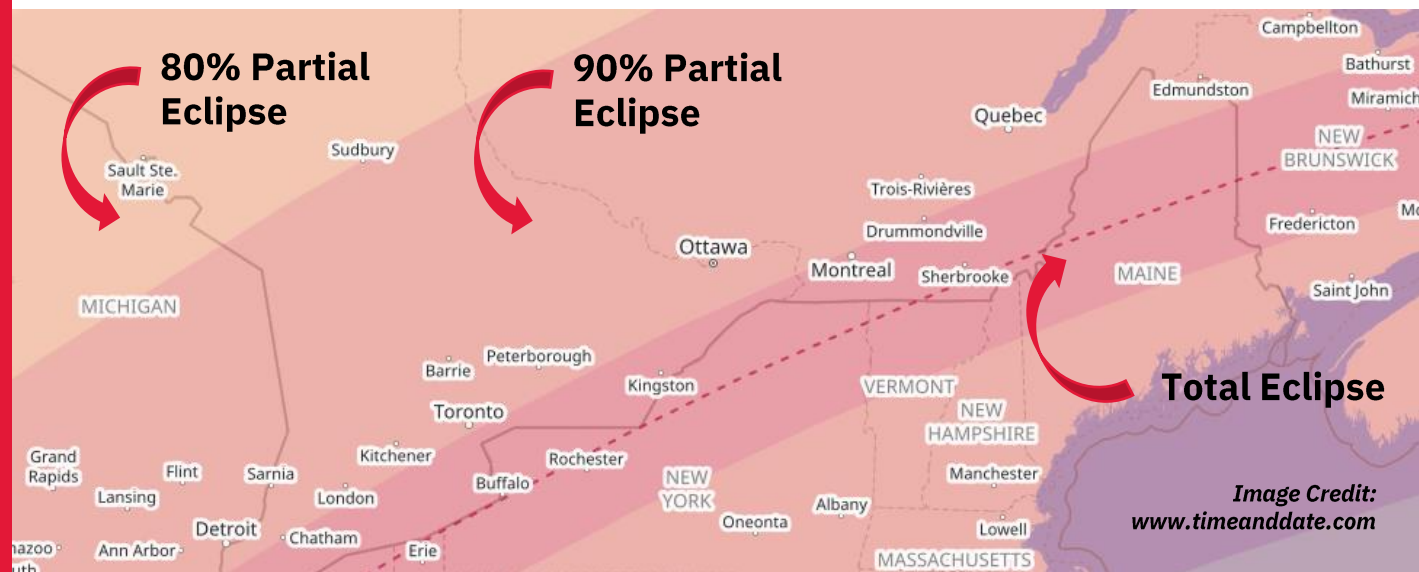 80% Partial
Eclipse
90% Partial
Eclipse
Campbellton
Bathurst
Edmundston
Miramich
Quebec
NEW
BRUNSWICK
Sudbury
Sault Ste.
Marie
Trois-Rivières
Drummondville
Fredericton
Mo
Ottawa
Montreal
Sherbrooke
MAINE
Saint John
MICHIGAN
Peterborough
Barrie
Kingston
VERMONT
Total Eclipse
Toronto
NEW
HAMPSHIRE
Kitchener
Rochester
Grand
Rapids
Flint
Sarnia
Buffalo
NEW
YORK
Manchester
Lansing
London
Albany
Image Credit:
www.timeanddate.com
Oneonta
Lowell
Detroit
Chatham
azoo
Ann Arbor
Erie
MASSACHUSETTS
uth